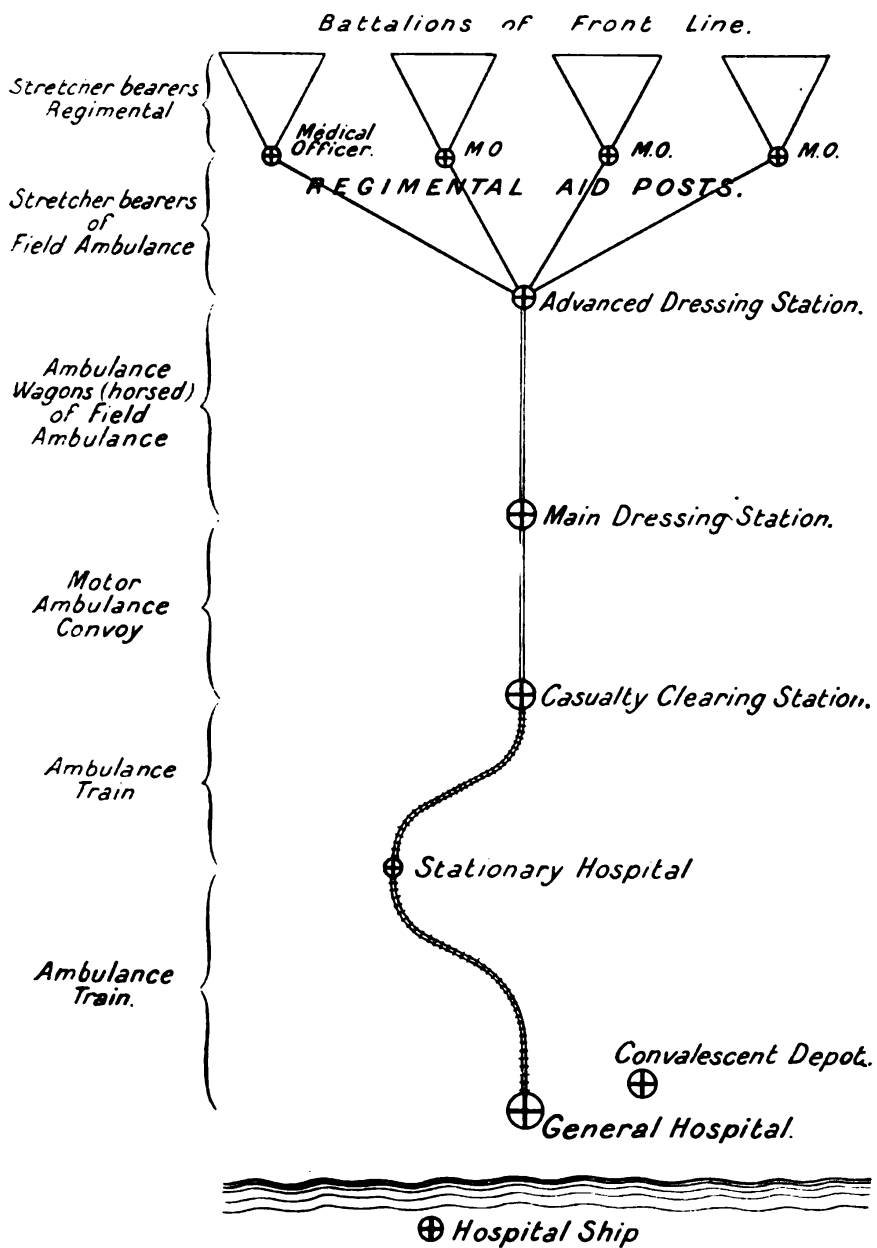 Battalions of Front Line.
Stretcher bearers
Regimental
Medical
Officer.
M O
M.O.
M.O.
REGIMENTAL AID POSTS.
Stretcher bearers
of
Field Ambulance
Advanced Dressing Station.
Ambulance
Wagons (horsed)
of Field
Ambulance
Main Dressing Station.
Motor
Ambulance
Convoy
Casualty Clearing Station.
Ambulance
Train
Stationary Hospital
Ambulance
Train.
Convalescent Depot.
General Hospital.
Hospital Ship